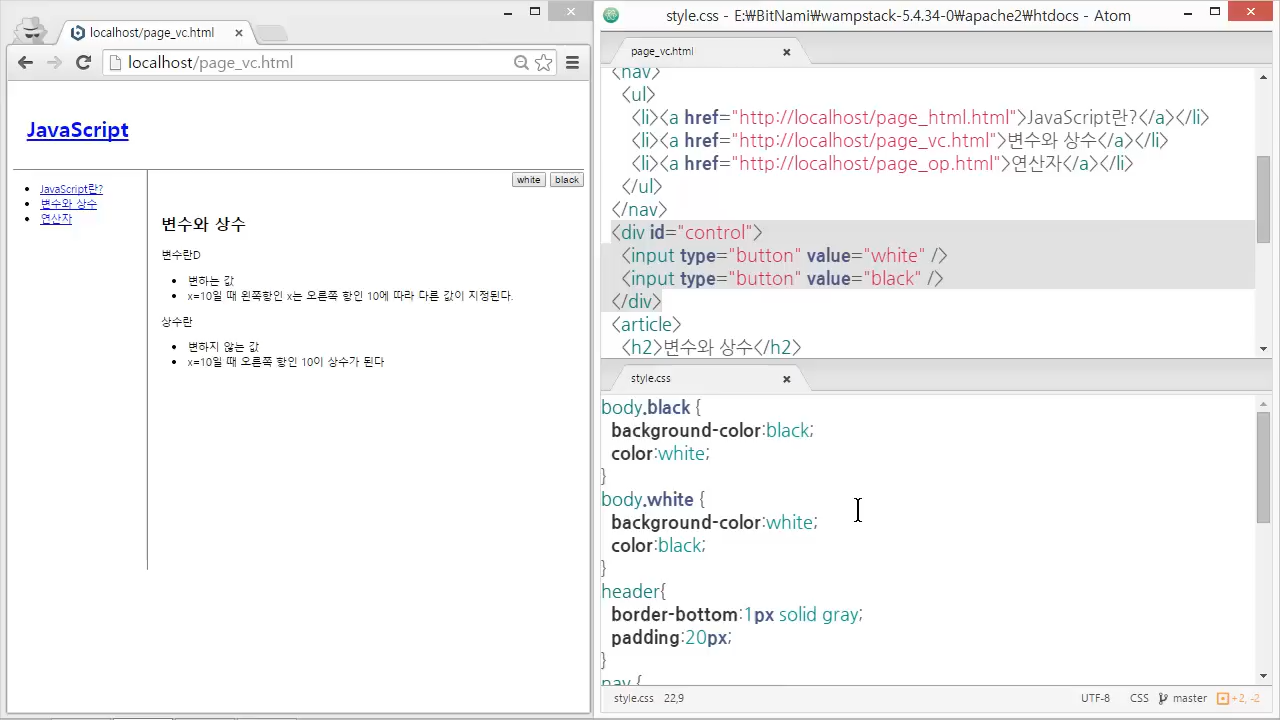 localhost/page_vc.html
localhost/page_vc.html
JavaScript
white black
JavaScript란?
변수와 상수
연산자
변수와 상수
변수란D
변하는 값
x=10일 때 왼쪽항인 x는 오른쪽 항인 10에 따라 다른 값이 지정된다.
상수란
변하지 않는 값
x=10일 때 오른쪽 항인 10이 상수가 된다
style.css - E:₩BitNami₩wampstack-5.4.34-0₩apache2₩htdocs - Atom
page_vc.html
<nav>
<ul>
<li><a href="http://localhost/page_html.html">JavaScript란?</a></li>
<li><a href="http://localhost/page_vc.html">변수와 상수</a></li>
<li><a href="http://localhost/page_op.html">연산자</a></li>
</ul>
</nav>
<div id="control">
<input type="button" value="white" />
<input type="button" value="black" />
</div>
<article>
<h2>변수와 상수</h2>
style.css
body.black {
background-color:black;
color:white;
}
body.white {
background-color:white;
color:black;
}
header{
border-bottom:1px solid gray;
padding:20px;
}
nav {
style.css 22,9 UTF-8 CSS master +2, -2